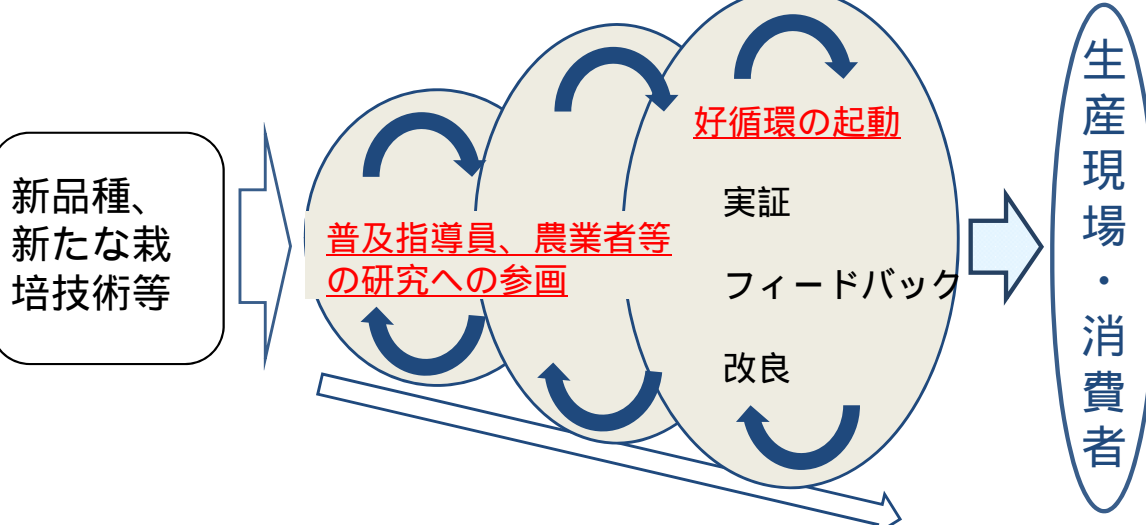 新品種、
新たな栽
培技術等
普及指導員、農業者等
の研究への参画
好循環の起動
実証
フィードバック
改良
生産現場・消費者